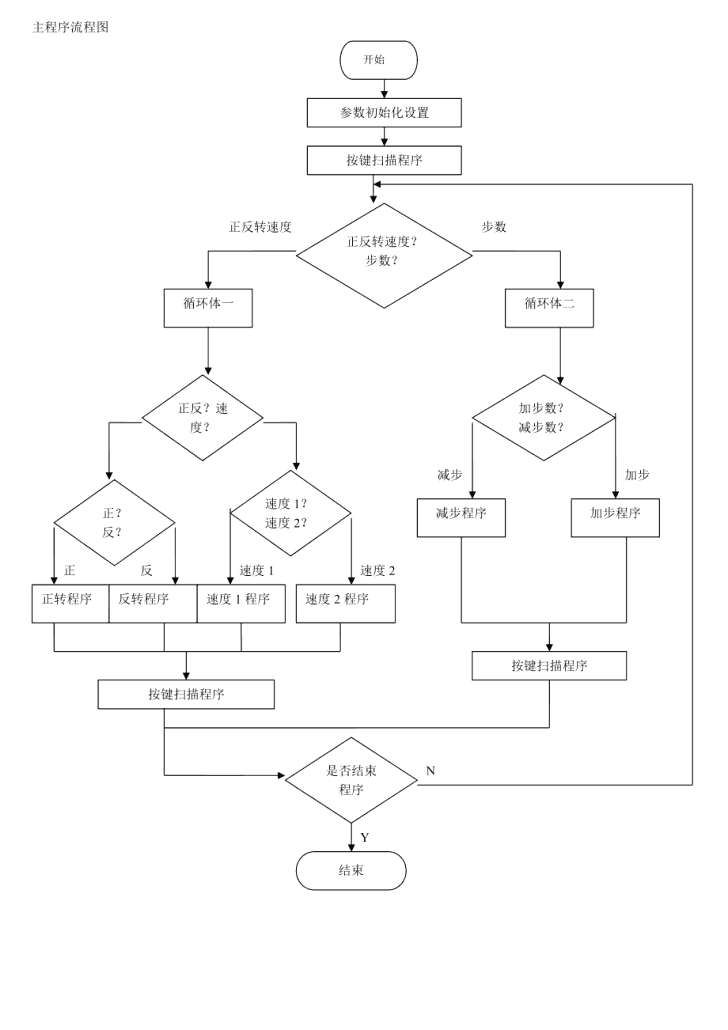 主程序流程图
开始
参数初始化设置
按键扫描程序
正反转速度
正反转速度？
步数？
步数
循环体一
循环体二
正反？速
度？
加步数？
减步数？
减步
加步
正？
反？
速度 1？
速度 2？
减步程序
加步程序
正
反
速度 1
速度 2
正转程序
反转程序
速度 1 程序
速度 2 程序
按键扫描程序
按键扫描程序
是否结束
程序
N
Y
结束